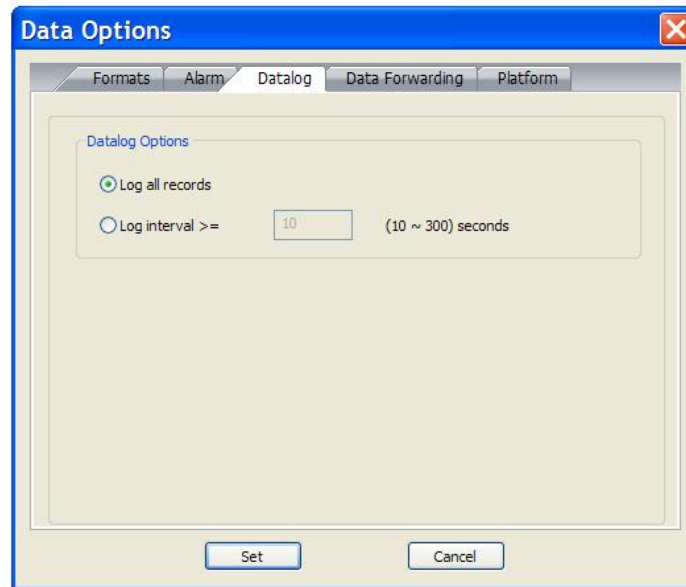 Data Options
Formats Alarm Datalog Data Forwarding Platform
Datalog Options
Log all records
Log interval >= 10 (10 ~ 300) seconds
Set Cancel